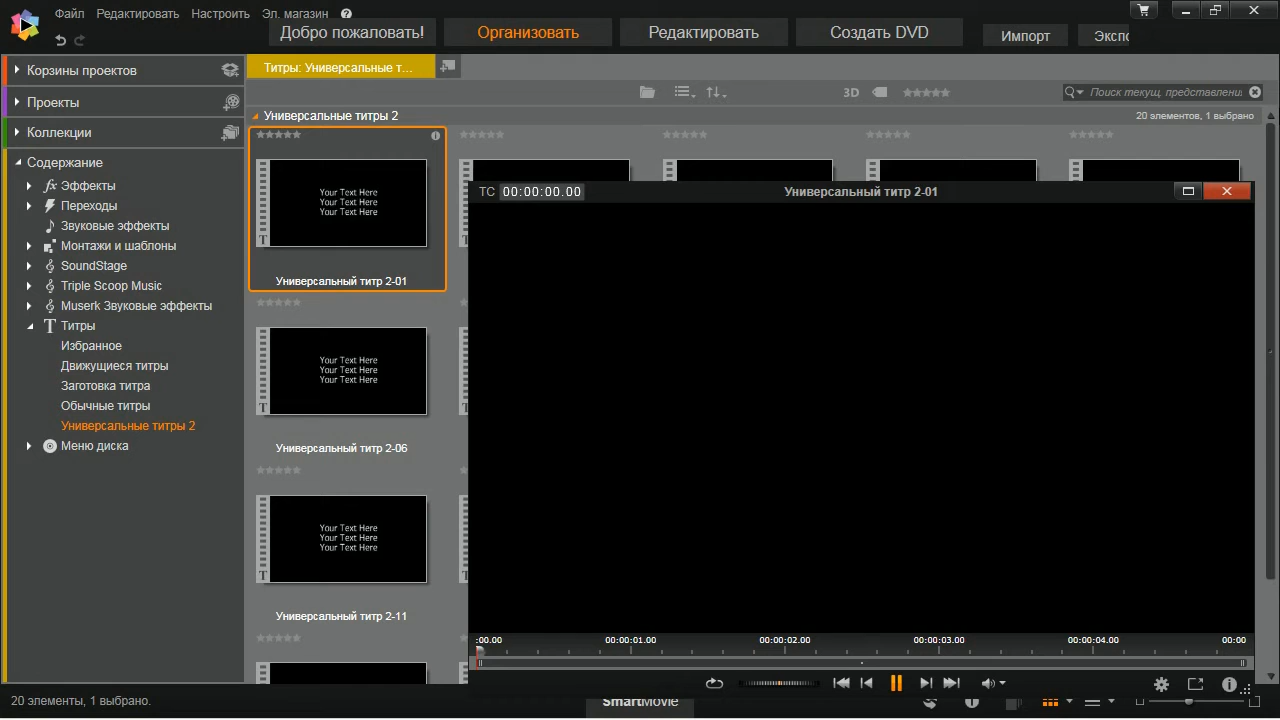 Файл Редактировать Настроить Эл. магазин
Добро пожаловать! Организовать Редактировать Создать DVD Импорт Экспо
Корзины проектов
Проекты
Коллекции
Содержание
Эффекты
Переходы
Звуковые эффекты
Монтажи и шаблоны
SoundStage
Triple Scoop Music
Muserk Звуковые эффекты
Титры
Избранное
Движущиеся титры
Заготовка титра
Обычные титры
Универсальные титры 2
Меню диска
Титры: Универсальные т...
3D
Поиск текущ. представлени.
Универсальные титры 2
20 элементов, 1 выбрано
Your Text Here
Your Text Here
Your Text Here
Универсальный титр 2-01
Your Text Here
Your Text Here
Your Text Here
Универсальный титр 2-06
Your Text Here
Your Text Here
Your Text Here
Универсальный титр 2-11
TC 00:00:00.00
Универсальный титр 2-01
:00.00 00:00:01.00 00:00:02.00 00:00:03.00 00:00:04.00 00:00
20 элементы, 1 выбрано.
SmartMovie